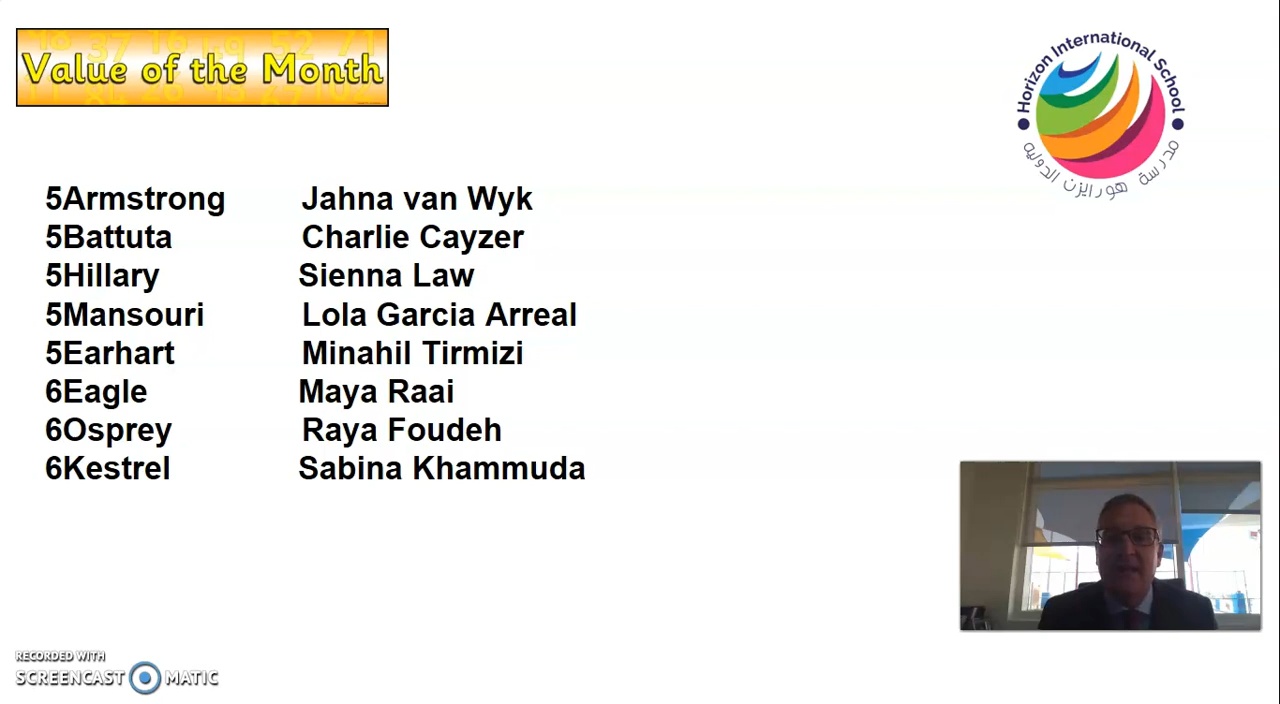 Value of the Month
Horizon International School
مدرسة هورايزن الدولية
5Armstrong Jahna van Wyk
5Battuta Charlie Cayzer
5Hillary Sienna Law
5Mansouri Lola Garcia Arreal
5Earhart Minahil Tirmizi
6Eagle Maya Raai
6Osprey Raya Foudeh
6Kestrel Sabina Khammuda
RECORDED WITH
SCREENCAST MATIC